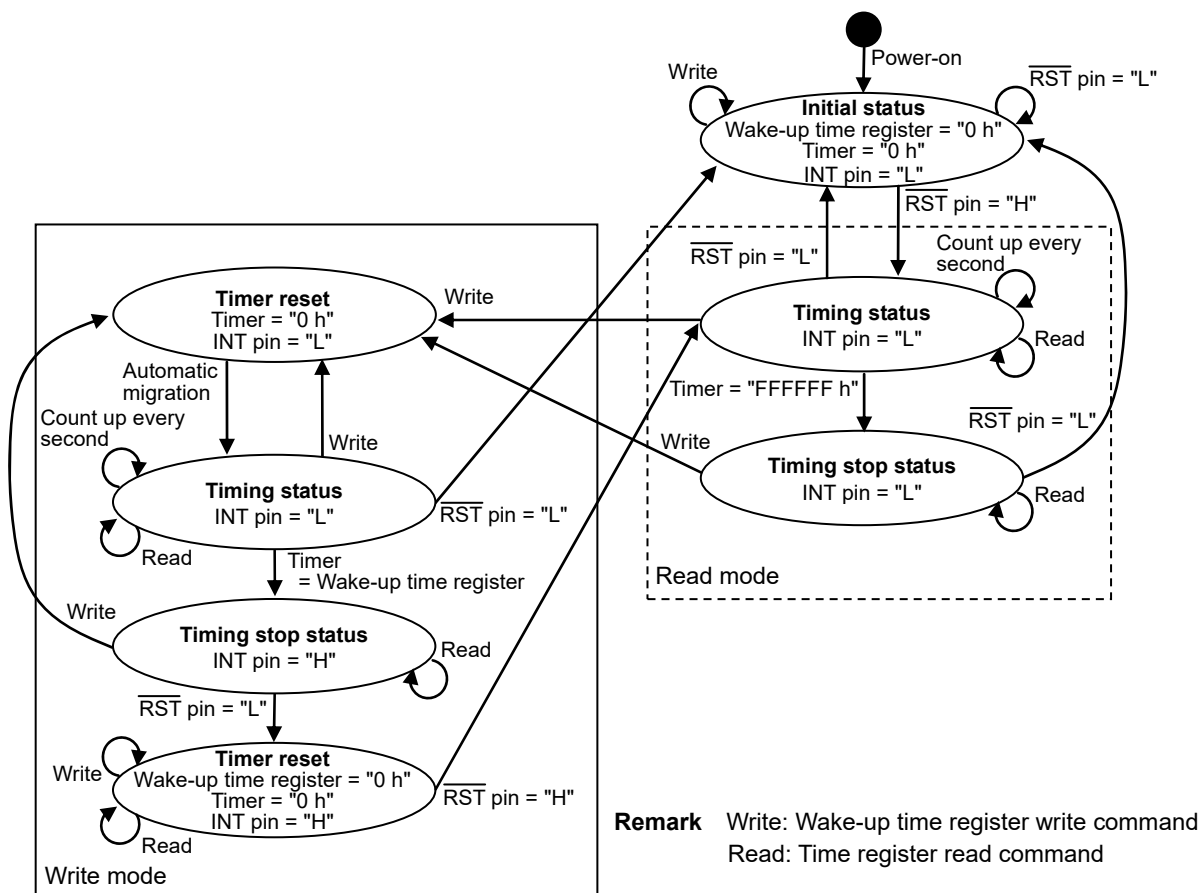 Power-on
Write
RST pin = "L"
Initial status
Wake-up time register = "0 h"
Timer = "0 h"
INT pin = "L"
RST pin = "H"
RST pin = "L"
Count up every
second
Timing status
INT pin = "L"
Read
Write
Timer = "FFFFFF h"
RST pin = "L"
Write
Timing stop status
INT pin = "L"
Read
Read mode
Timer reset
Timer = "0 h"
INT pin = "L"
Automatic
migration
Count up every
second
Write
Timing status
INT pin = "L"
RST pin = "L"
Read
Timer
= Wake-up time register
Write
Timing stop status
INT pin = "H"
Read
RST pin = "L"
Timer reset
Wake-up time register = "0 h"
Timer = "0 h"
INT pin = "H"
Write
RST pin = "H"
Read
Write mode
Remark Write: Wake-up time register write command
Read: Time register read command